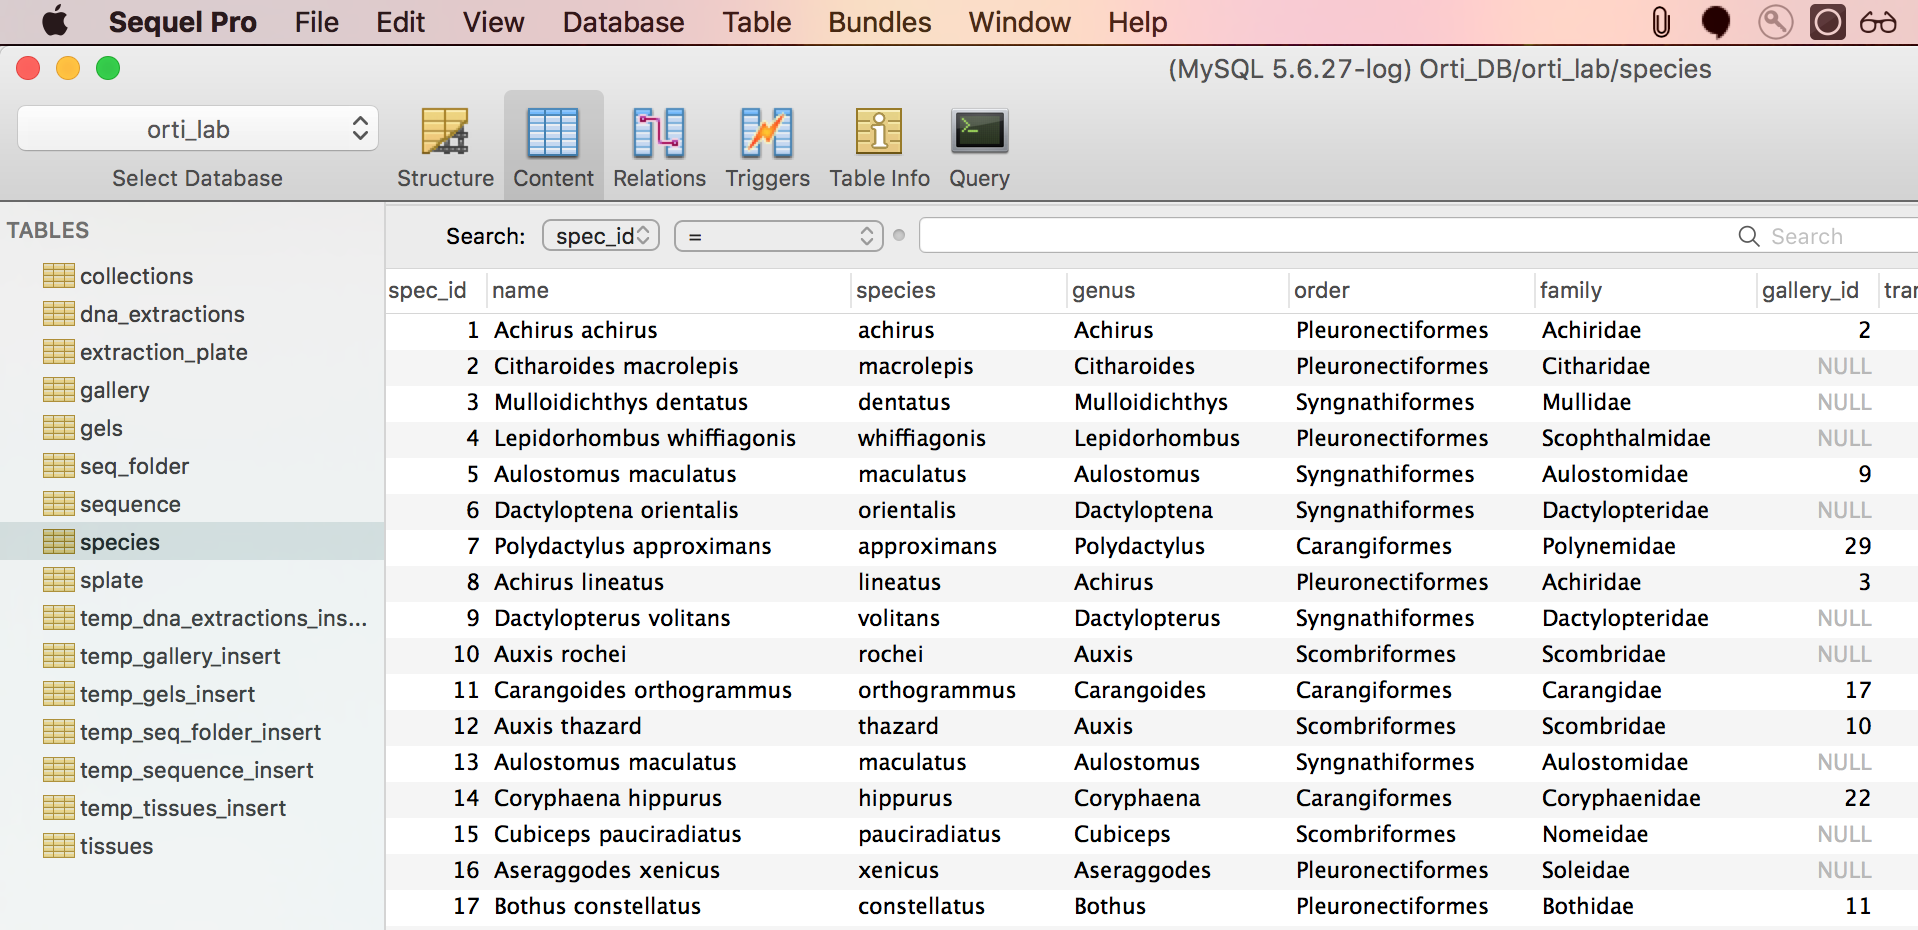 Sequel Pro File Edit View Database Table Bundles Window Help
(MySQL 5.6.27-log) Orti_DB/orti_lab/species
orti_lab
Select Database Structure Content Relations Triggers Table Info Query
TABLES
collections
dna_extractions
extraction_plate
gallery
gels
seq_folder
sequence
species
splate
temp_dna_extractions_ins...
temp_gallery_insert
temp_gels_insert
temp_seq_folder_insert
temp_sequence_insert
temp_tissues_insert
tissues
Search: spec_id = Search
spec_id name species genus order family gallery_id trar
1 Achirus achirus achirus Achirus Pleuronectiformes Achiridae 2
2 Citharoides macrolepis macrolepis Citharoides Pleuronectiformes Citharidae NULL
3 Mulloidichthys dentatus dentatus Mulloidichthys Syngnathiformes Mullidae NULL
4 Lepidorhombus whiffiagonis whiffiagonis Lepidorhombus Pleuronectiformes Scophthalmidae NULL
5 Aulostomus maculatus maculatus Aulostomus Syngnathiformes Aulostomidae 9
6 Dactyloptena orientalis orientalis Dactyloptena Syngnathiformes Dactylopteridae NULL
7 Polydactylus approximans approximans Polydactylus Carangiformes Polynemidae 29
8 Achirus lineatus lineatus Achirus Pleuronectiformes Achiridae 3
9 Dactylopterus volitans volitans Dactylopterus Syngnathiformes Dactylopteridae NULL
10 Auxis rochei rochei Auxis Scombriformes Scombridae NULL
11 Carangoides orthogrammus orthogrammus Carangoides Carangiformes Carangidae 17
12 Auxis thazard thazard Auxis Scombriformes Scombridae 10
13 Aulostomus maculatus maculatus Aulostomus Syngnathiformes Aulostomidae NULL
14 Coryphaena hippurus hippurus Coryphaena Carangiformes Coryphaenidae 22
15 Cubiceps pauciradiatus pauciradiatus Cubiceps Scombriformes Nomeidae NULL
16 Aseraggodes xenicus xenicus Aseraggodes Pleuronectiformes Soleidae NULL
17 Bothus constellatus constellatus Bothus Pleuronectiformes Bothidae 11